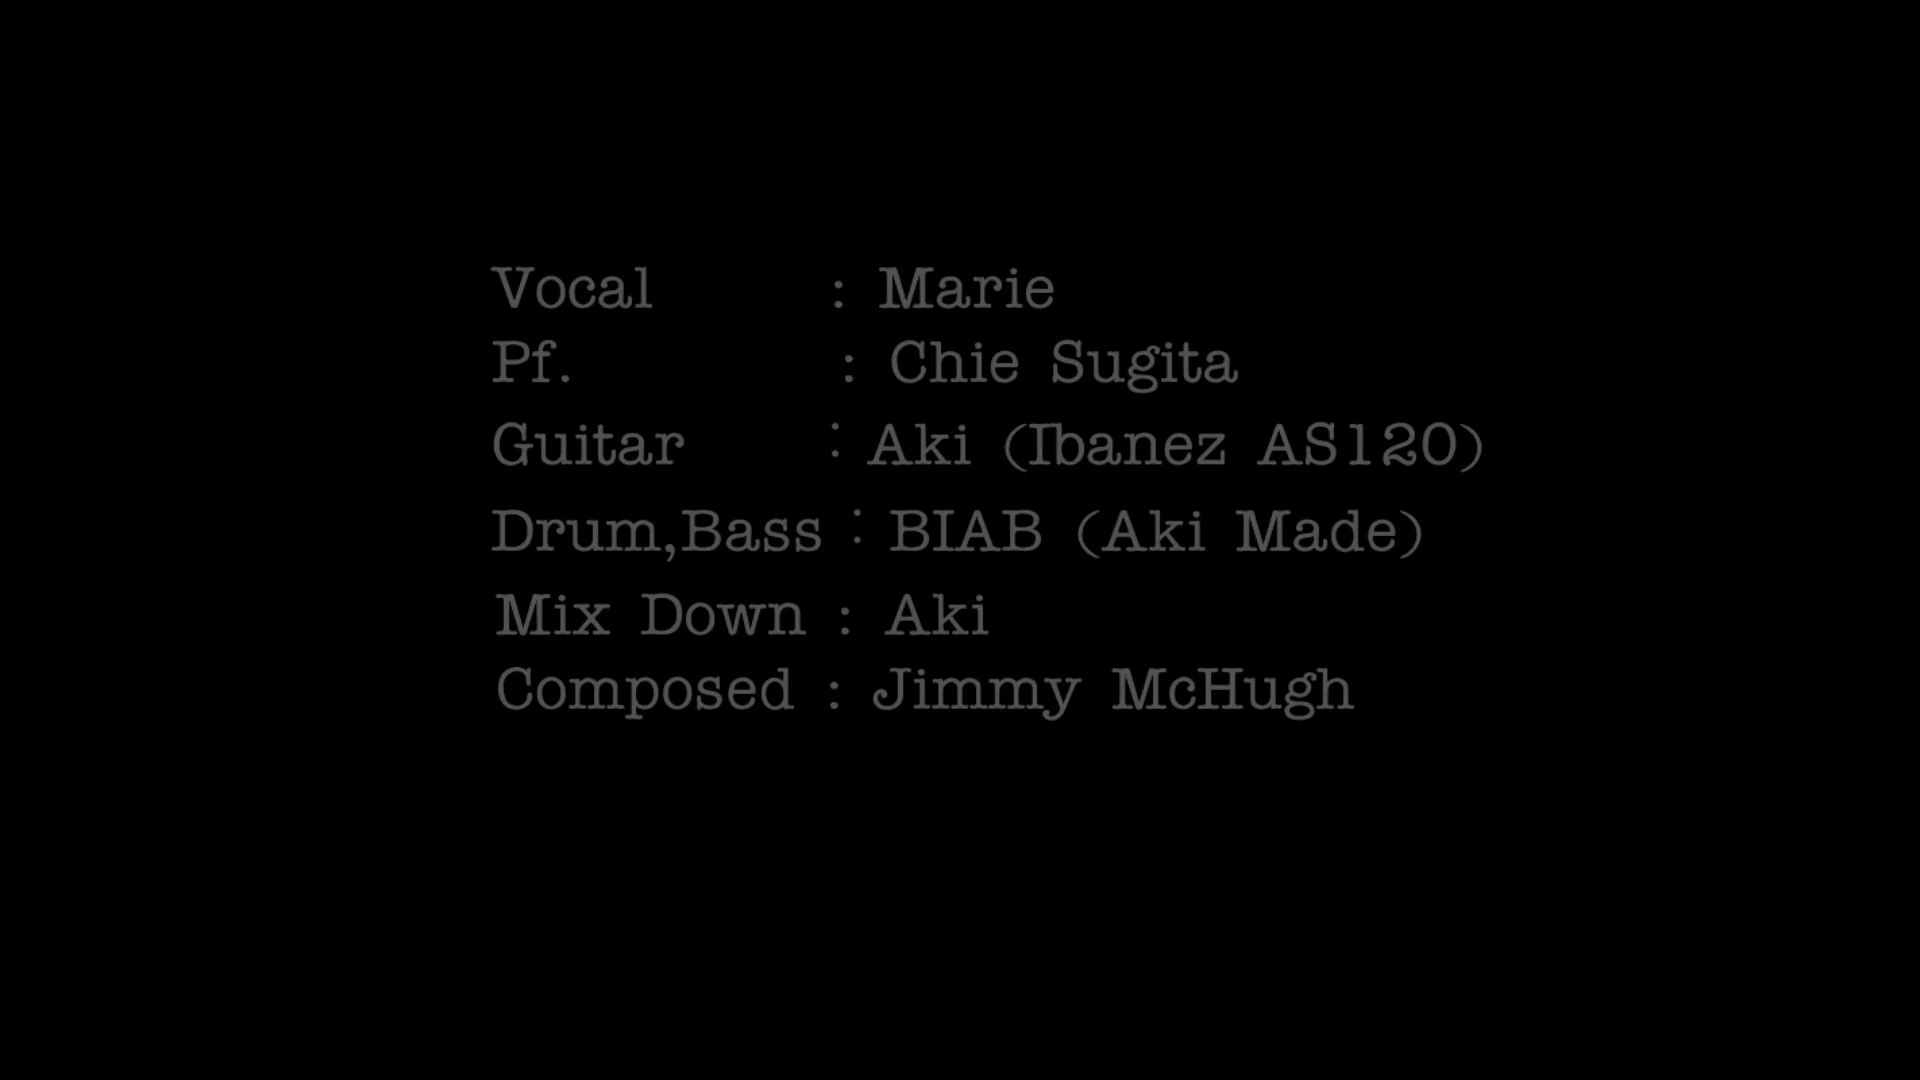 Vocal : Marie
Pf. : Chie Sugita
Guitar : Aki (Ibanez AS120)
Drum,Bass : BIAB (Aki Made)
Mix Down : Aki
Composed : Jimmy McHugh